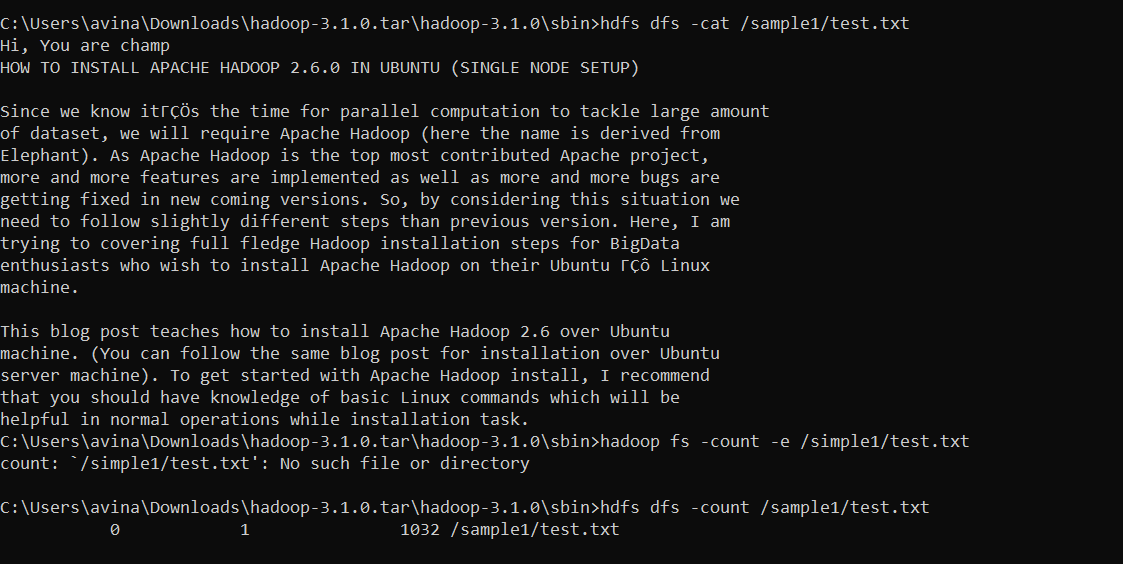 C:\Users\avina\Downloads\hadoop-3.1.0.tar\hadoop-3.1.0\sbin>hdfs dfs -cat /sample1/test.txt
Hi, You are champ
HOW TO INSTALL APACHE HADOOP 2.6.0 IN UBUNTU (SINGLE NODE SETUP)
Since we know itΓÇÖs the time for parallel computation to tackle large amount
of dataset, we will require Apache Hadoop (here the name is derived from
Elephant). As Apache Hadoop is the top most contributed Apache project,
more and more features are implemented as well as more and more bugs are
getting fixed in new coming versions. So, by considering this situation we
need to follow slightly different steps than previous version. Here, I am
trying to covering full fledge Hadoop installation steps for BigData
enthusiasts who wish to install Apache Hadoop on their Ubuntu ΓÇô Linux
machine.
This blog post teaches how to install Apache Hadoop 2.6 over Ubuntu
machine. (You can follow the same blog post for installation over Ubuntu
server machine). To get started with Apache Hadoop install, I recommend
that you should have knowledge of basic Linux commands which will be
helpful in normal operations while installation task.
C:\Users\avina\Downloads\hadoop-3.1.0.tar\hadoop-3.1.0\sbin>hadoop fs -count -e /simple1/test.txt
count: `/simple1/test.txt': No such file or directory
C:\Users\avina\Downloads\hadoop-3.1.0.tar\hadoop-3.1.0\sbin>hdfs dfs -count /sample1/test.txt
0 1 1032 /sample1/test.txt